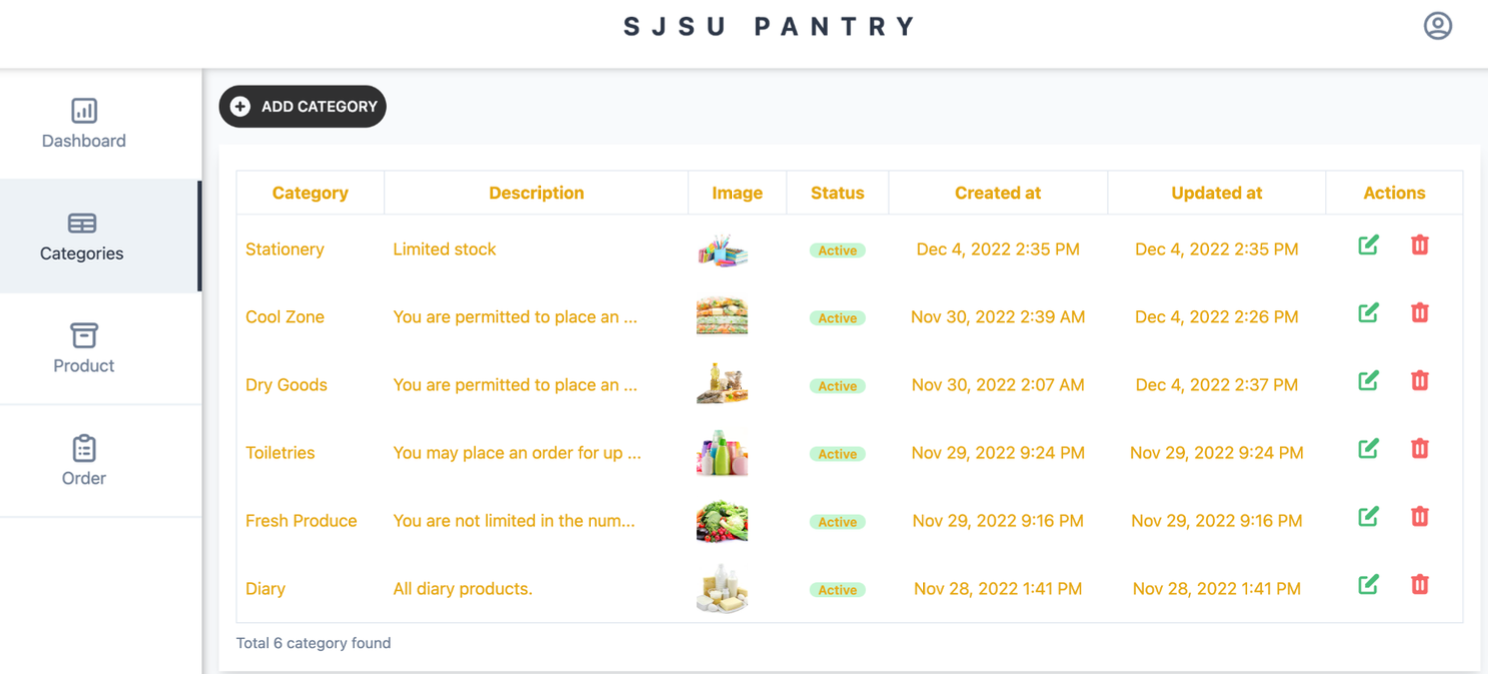 SJSU PANTRY
Dashboard
Categories
Product
Order
ADD CATEGORY
Category Description Image Status Created at Updated at Actions
Stationery Limited stock Active Dec 4, 2022 2:35 PM Dec 4, 2022 2:35 PM
Cool Zone You are permitted to place an ... Active Nov 30, 2022 2:39 AM Dec 4, 2022 2:26 PM
Dry Goods You are permitted to place an ... Active Nov 30, 2022 2:07 AM Dec 4, 2022 2:37 PM
Toiletries You may place an order for up ... Active Nov 29, 2022 9:24 PM Nov 29, 2022 9:24 PM
Fresh Produce You are not limited in the num... Active Nov 29, 2022 9:16 PM Nov 29, 2022 9:16 PM
Diary All diary products. Active Nov 28, 2022 1:41 PM Nov 28, 2022 1:41 PM
Total 6 category found